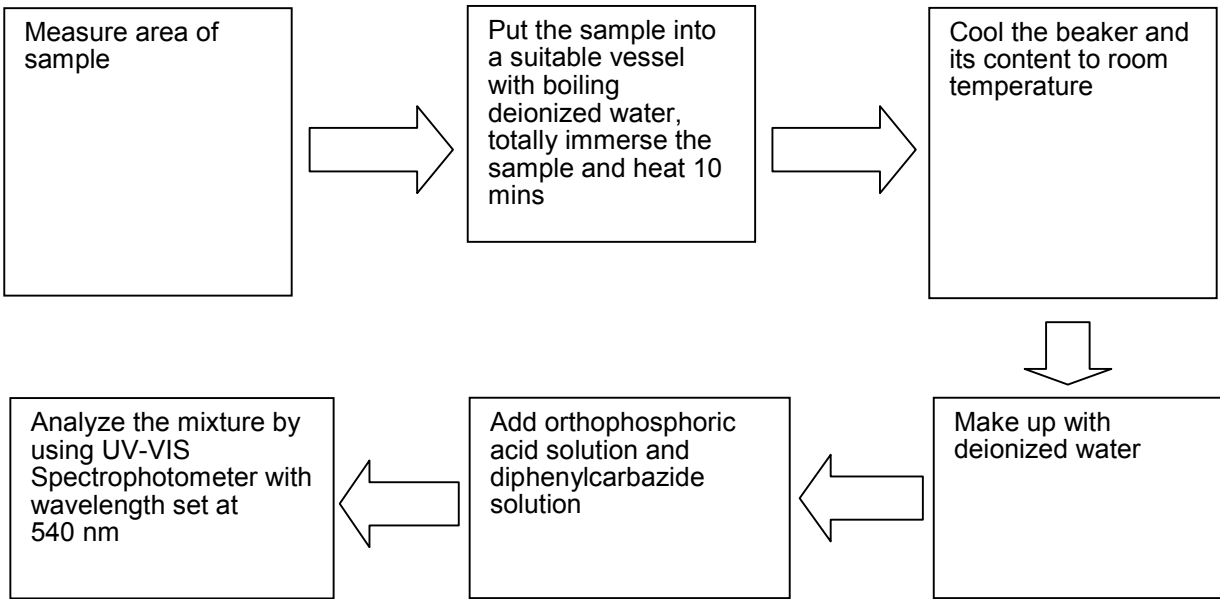 Measure area of
sample
Put the sample into
a suitable vessel
with boiling
deionized water,
totally immerse the
sample and heat 10
mins
Cool the beaker and
its content to room
temperature
Make up with
deionized water
Add orthophosphoric
acid solution and
diphenylcarbazide
solution
Analyze the mixture by
using UV-VIS
Spectrophotometer with
wavelength set at
540 nm